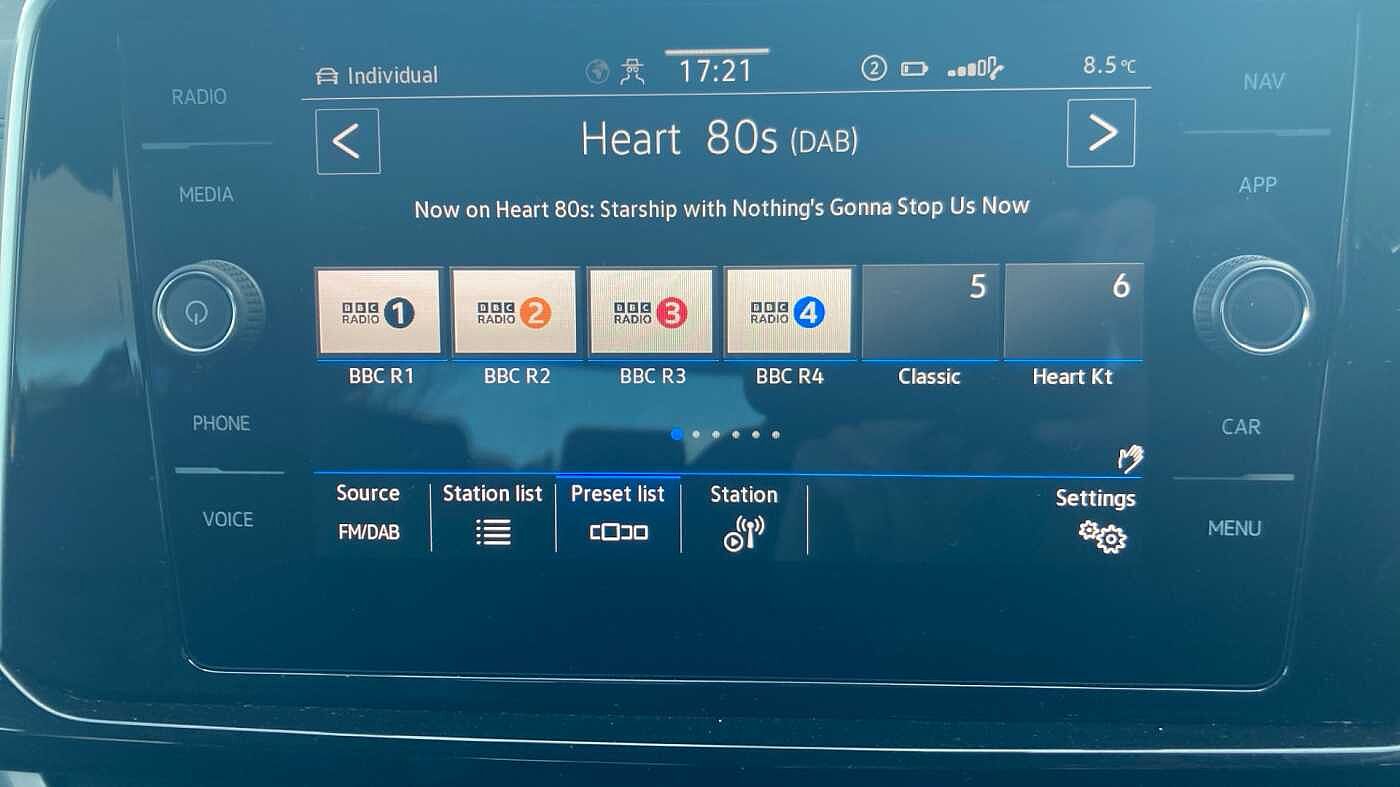 Individual 17:21 2 8.5 °C
RADIO NAV
< Heart 80s (DAB) >
MEDIA APP
Now on Heart 80s: Starship with Nothing's Gonna Stop Us Now
5 6
BBC RADIO 1 BBC RADIO 2 BBC RADIO 3 BBC RADIO 4
BBC R1 BBC R2 BBC R3 BBC R4 Classic Heart Kt
PHONE CAR
Source Station list Preset list Station Settings
FM/DAB
VOICE MENU